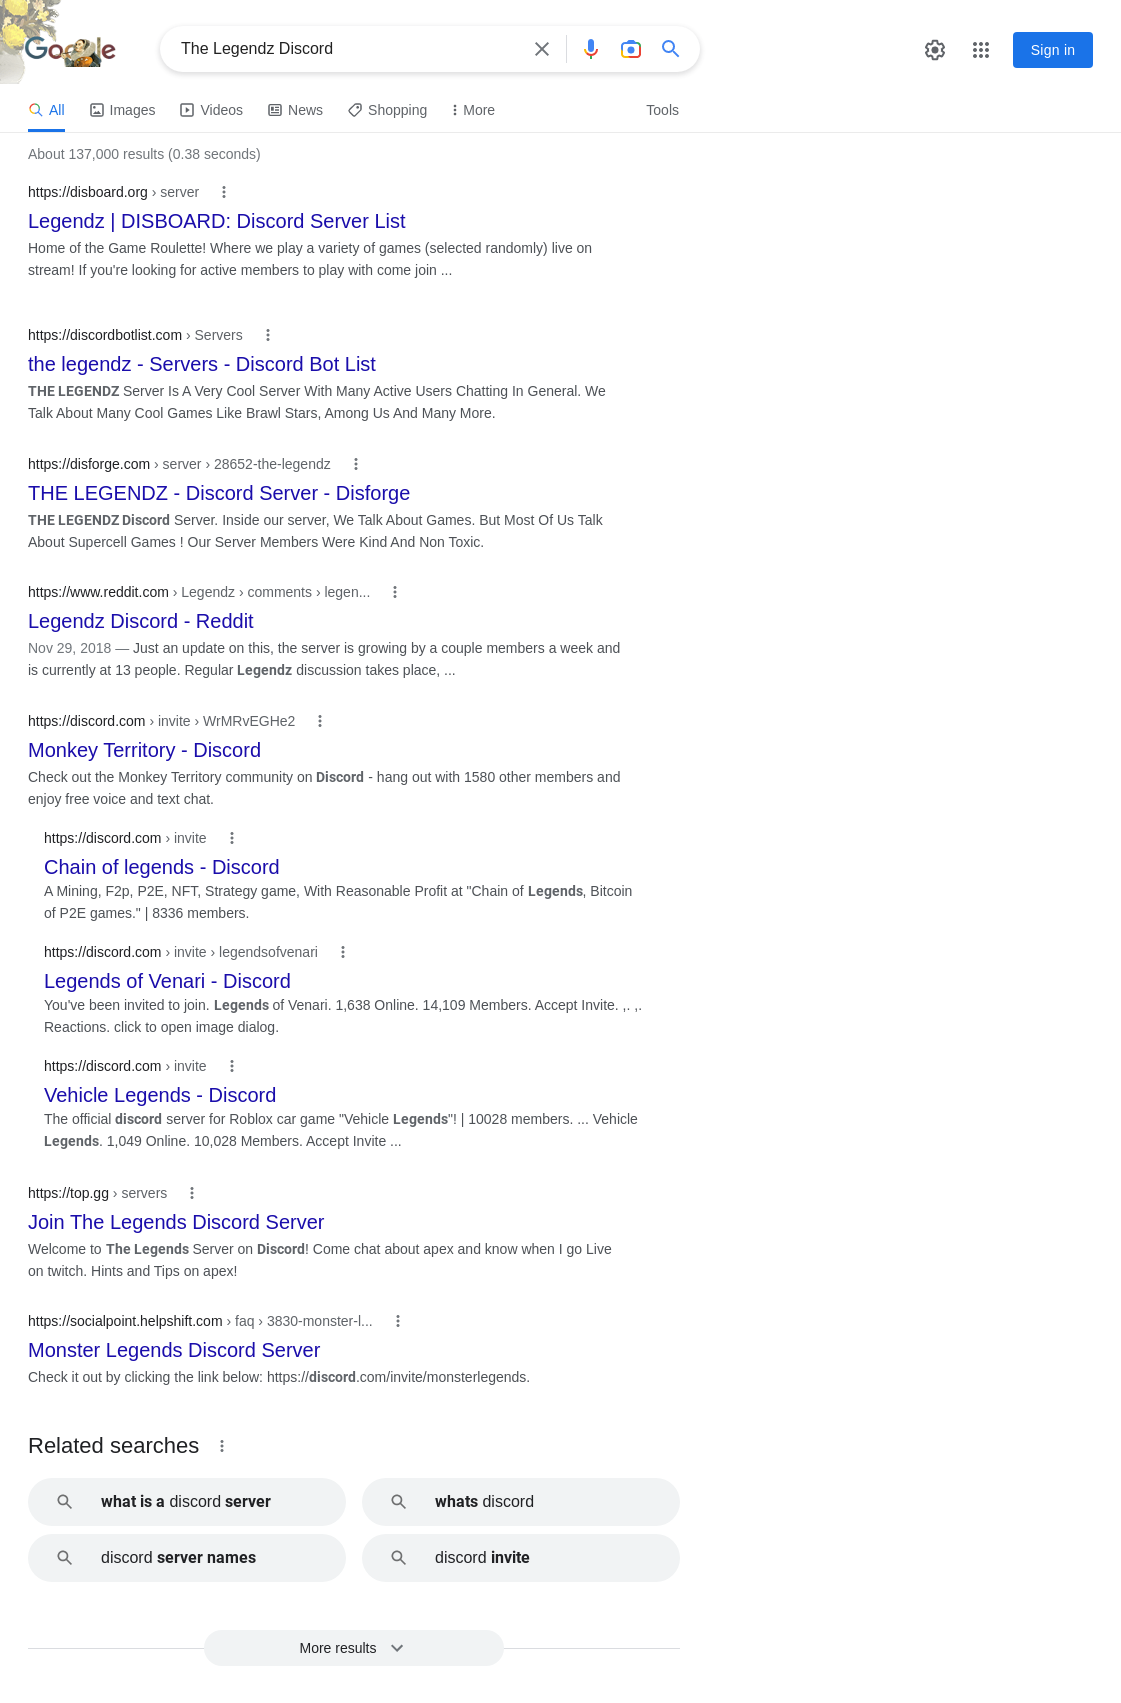 Google
The Legendz Discord
Sign in
All
Images
Videos
News
Shopping
More
Tools
About 137,000 results (0.38 seconds)
https://disboard.org › server
Legendz | DISBOARD: Discord Server List
Home of the Game Roulette! Where we play a variety of games (selected randomly) live on
stream! If you're looking for active members to play with come join ...
https://discordbotlist.com › Servers
the legendz - Servers - Discord Bot List
THE LEGENDZ Server Is A Very Cool Server With Many Active Users Chatting In General. We
Talk About Many Cool Games Like Brawl Stars, Among Us And Many More.
https://disforge.com › server › 28652-the-legendz
THE LEGENDZ - Discord Server - Disforge
THE LEGENDZ Discord Server. Inside our server, We Talk About Games. But Most Of Us Talk
About Supercell Games ! Our Server Members Were Kind And Non Toxic.
https://www.reddit.com › Legendz › comments › legen...
Legendz Discord - Reddit
Nov 29, 2018 — Just an update on this, the server is growing by a couple members a week and
is currently at 13 people. Regular Legendz discussion takes place, ...
https://discord.com › invite › WrMRvEGHe2
Monkey Territory - Discord
Check out the Monkey Territory community on Discord - hang out with 1580 other members and
enjoy free voice and text chat.
https://discord.com › invite
Chain of legends - Discord
A Mining, F2p, P2E, NFT, Strategy game, With Reasonable Profit at "Chain of Legends, Bitcoin
of P2E games." | 8336 members.
https://discord.com › invite › legendsofvenari
Legends of Venari - Discord
You've been invited to join. Legends of Venari. 1,638 Online. 14,109 Members. Accept Invite. ,. ,.
Reactions. click to open image dialog.
https://discord.com › invite
Vehicle Legends - Discord
The official discord server for Roblox car game "Vehicle Legends"! | 10028 members. ... Vehicle
Legends. 1,049 Online. 10,028 Members. Accept Invite ...
https://top.gg › servers
Join The Legends Discord Server
Welcome to The Legends Server on Discord! Come chat about apex and know when I go Live
on twitch. Hints and Tips on apex!
https://socialpoint.helpshift.com › faq › 3830-monster-l...
Monster Legends Discord Server
Check it out by clicking the link below: https://discord.com/invite/monsterlegends.
Related searches
what is a discord server
whats discord
discord server names
discord invite
More results